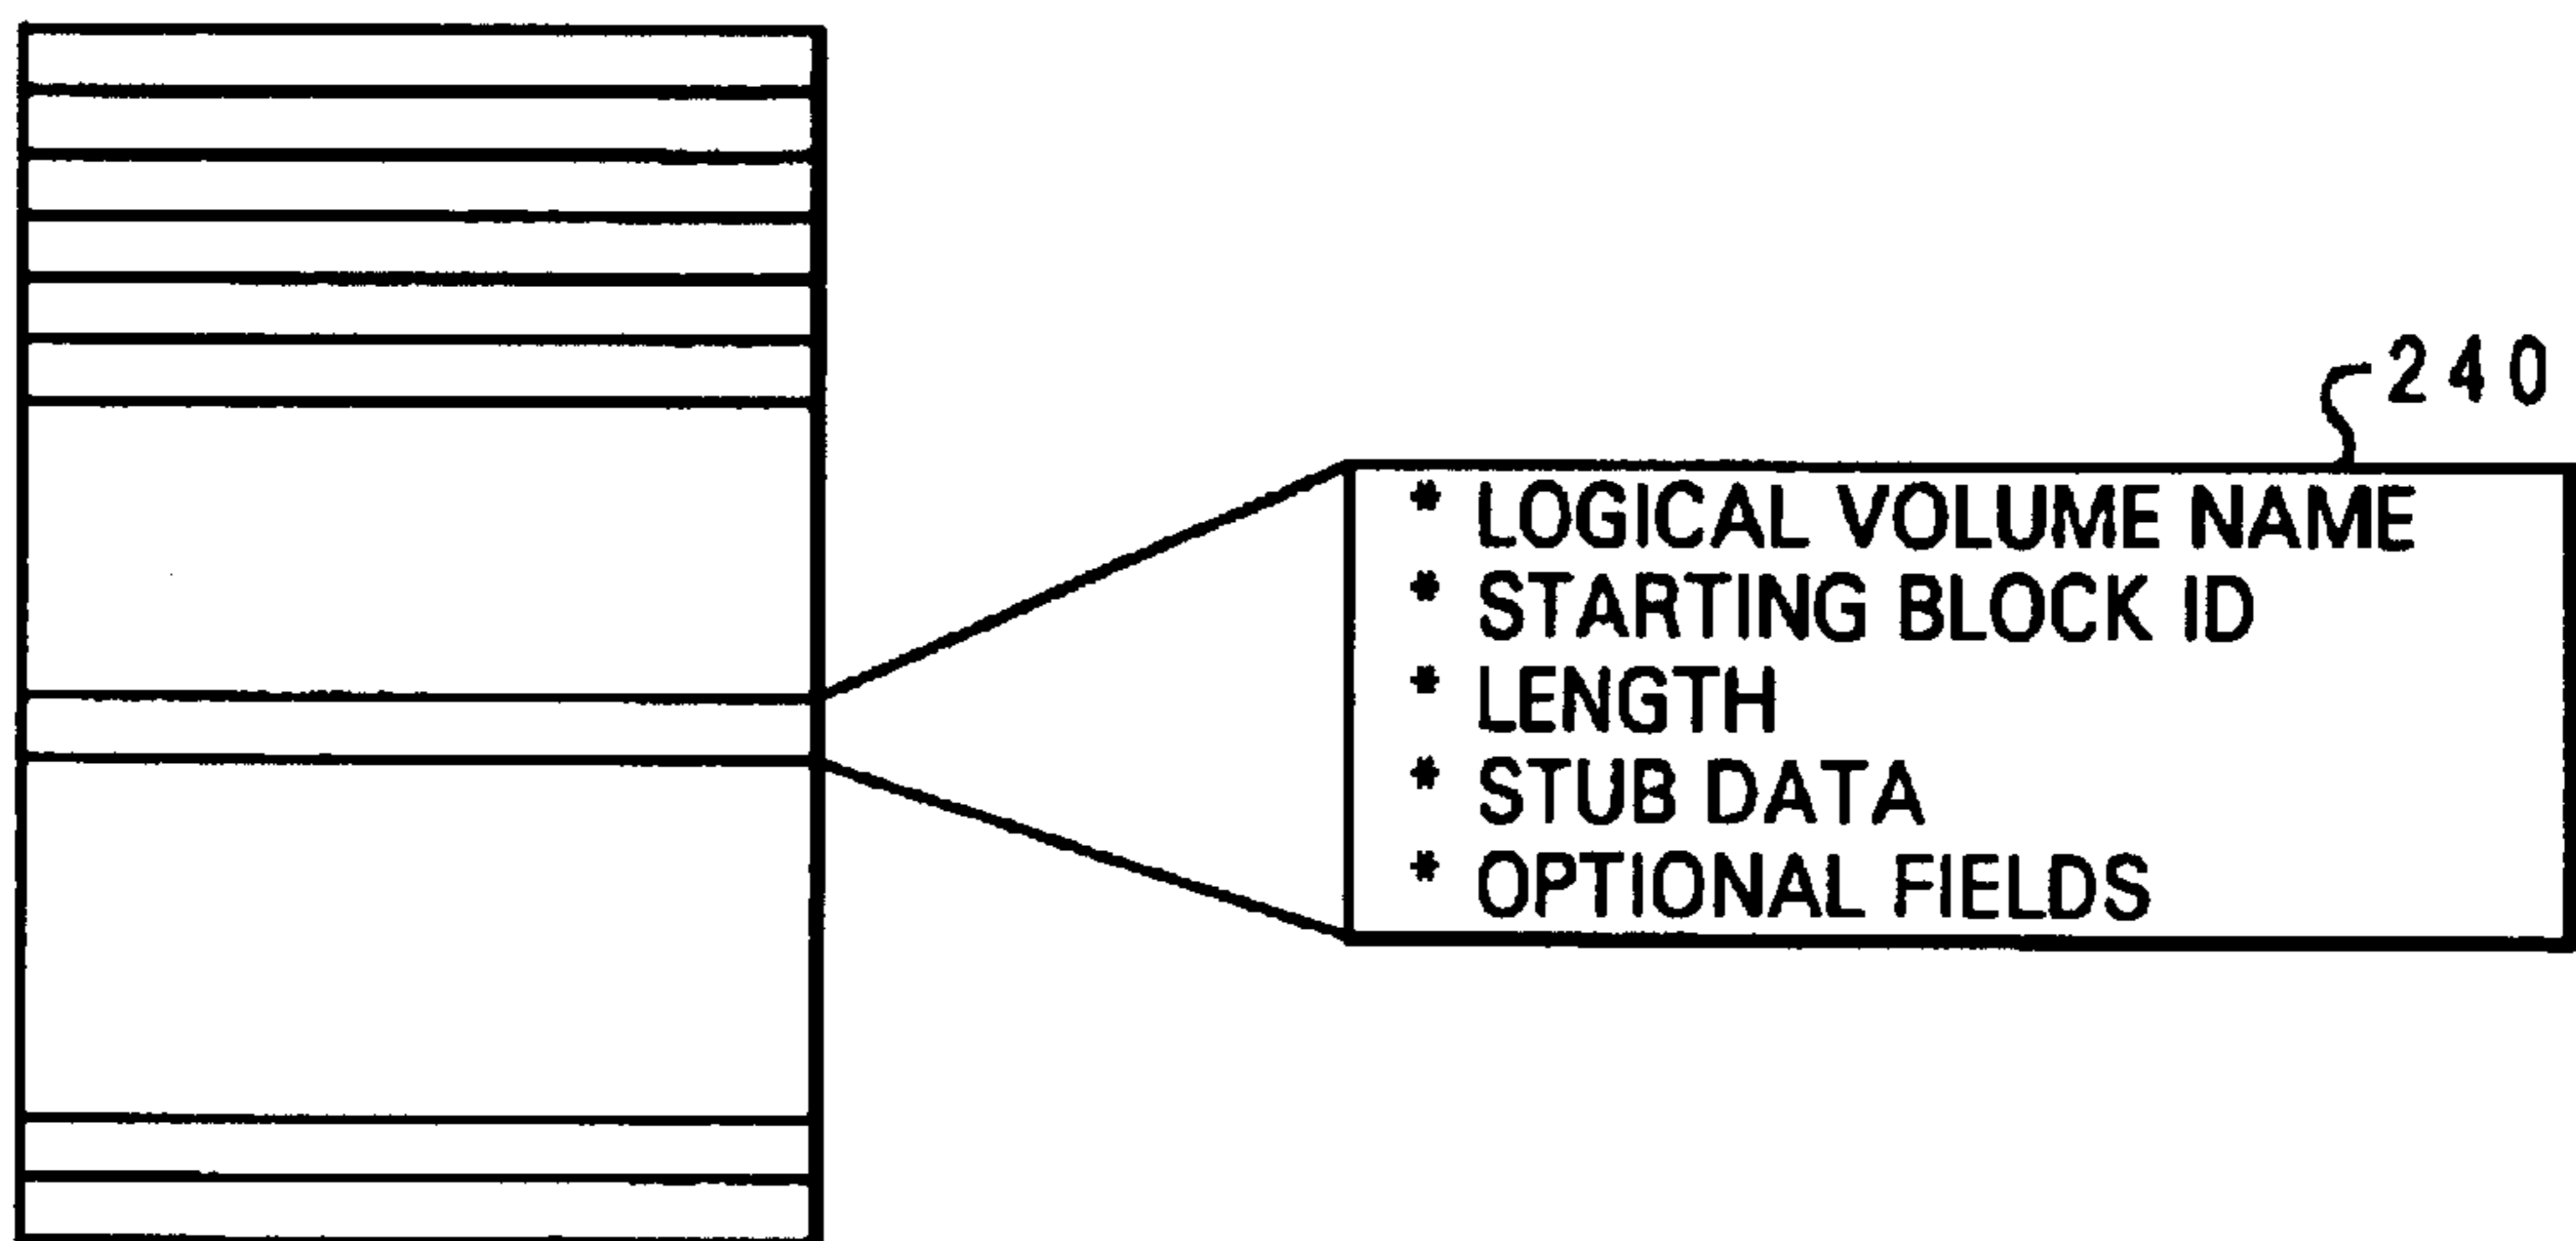 240
* LOGICAL VOLUME NAME
* STARTING BLOCK ID
* LENGTH
* STUB DATA
* OPTIONAL FIELDS